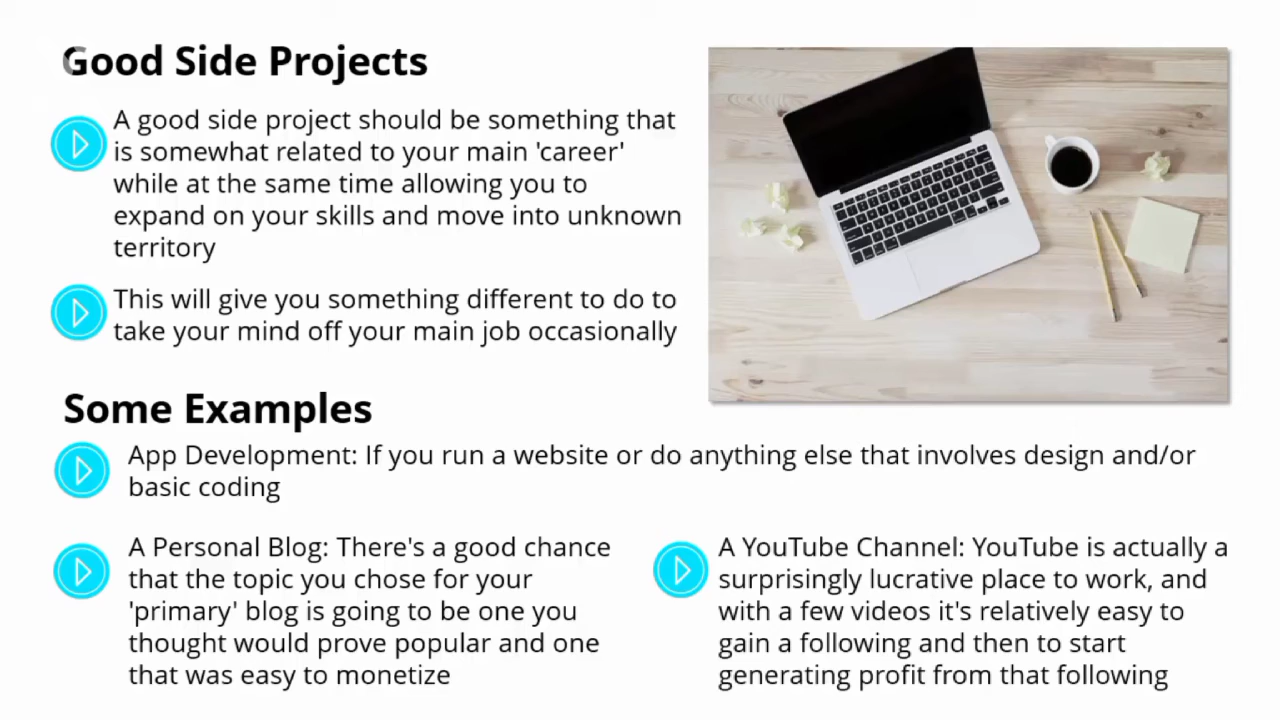 Good Side Projects
A good side project should be something that
is somewhat related to your main 'career'
while at the same time allowing you to
expand on your skills and move into unknown
territory
This will give you something different to do to
take your mind off your main job occasionally
Some Examples
App Development: If you run a website or do anything else that involves design and/or
basic coding
A Personal Blog: There's a good chance
that the topic you chose for your
'primary' blog is going to be one you
thought would prove popular and one
that was easy to monetize
A YouTube Channel: YouTube is actually a
surprisingly lucrative place to work, and
with a few videos it's relatively easy to
gain a following and then to start
generating profit from that following